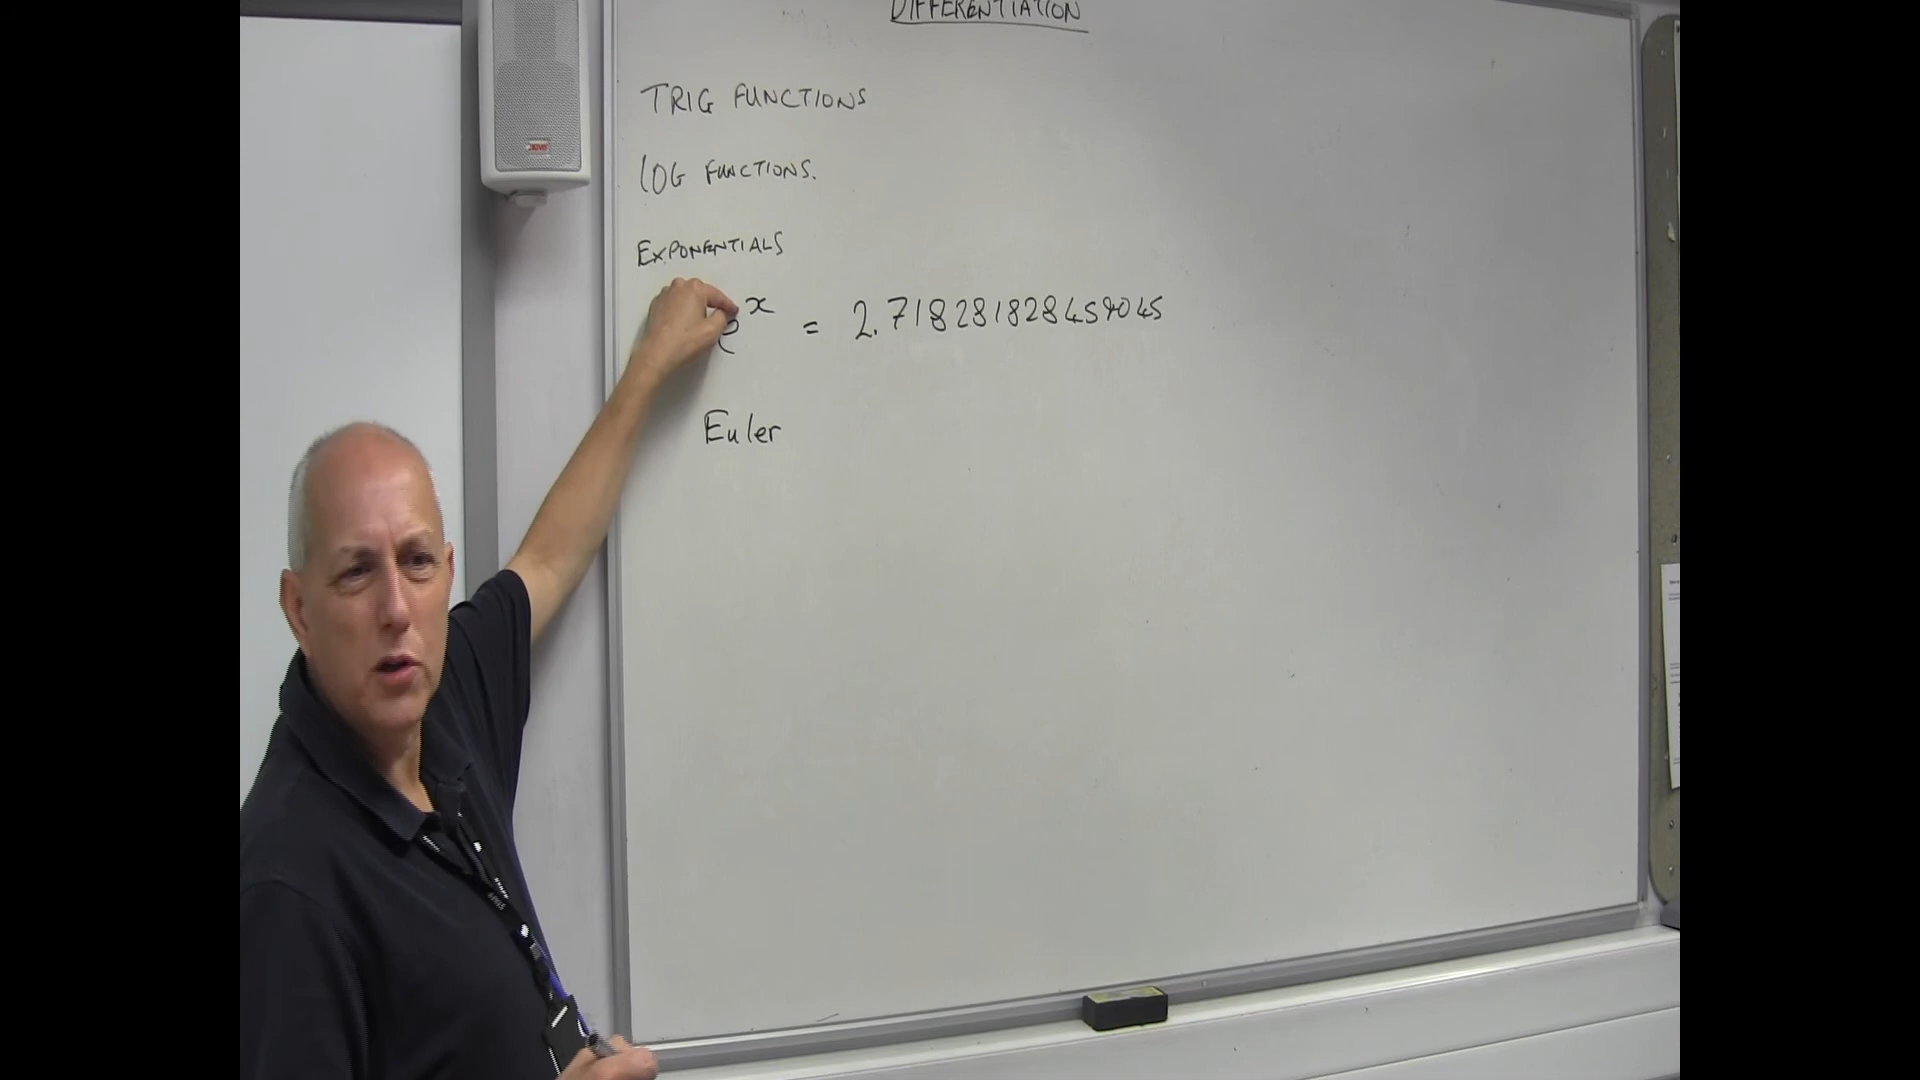 DIFFERENTIATION
TRIG FUNCTIONS
LOG FUNCTIONS.
EXPONENTIALS
e^x = 2.718281828459045
Euler